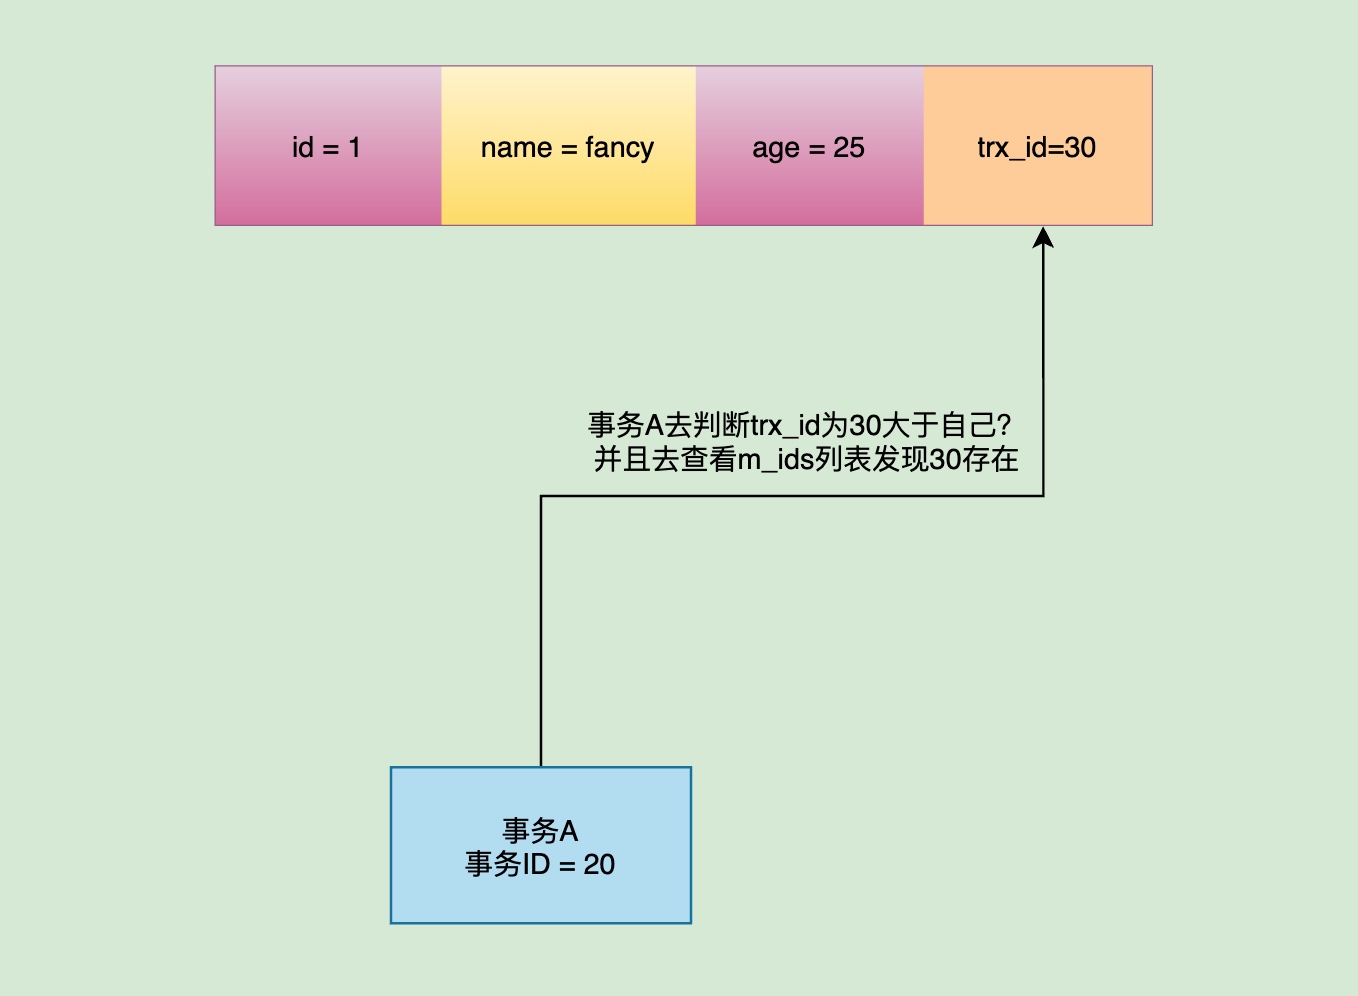 id = 1
name = fancy
age = 25
trx_id=30
事务A去判断trx_id为30大于自己?
并且去查看m_ids列表发现30存在
事务A
事务ID = 20